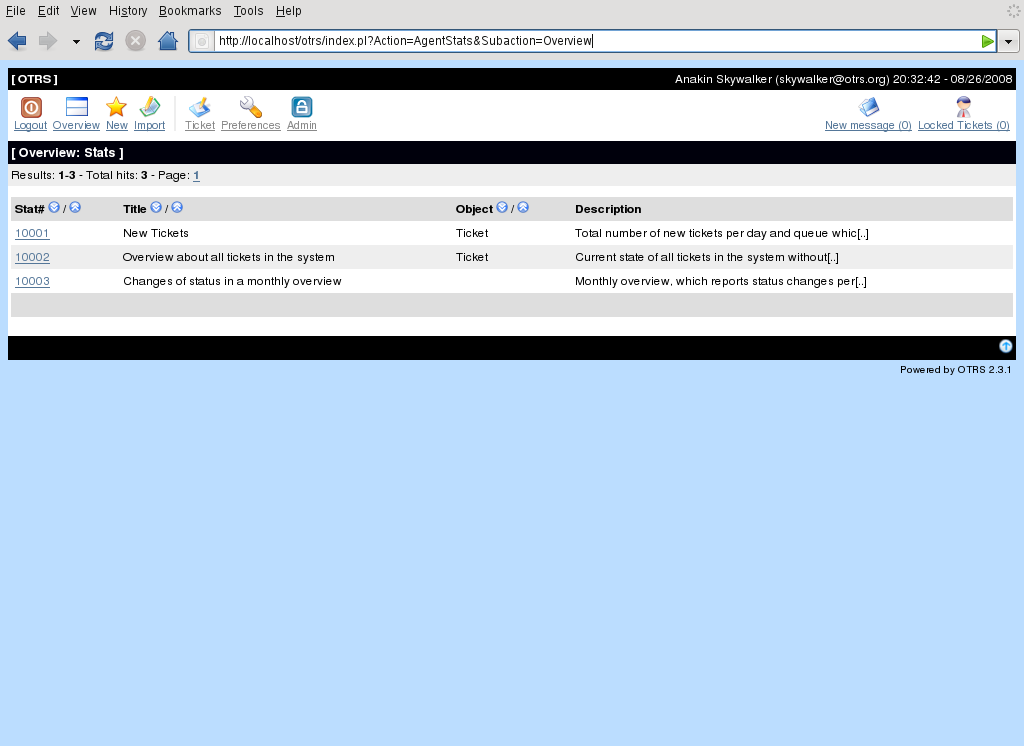 File Edit View History Bookmarks Tools Help
http://localhost/otrs/index.pl?Action=AgentStats&Subaction=Overview
[ OTRS ] Anakin Skywalker (skywalker@otrs.org) 20:32:42 - 08/26/2008
Logout Overview New Import Ticket Preferences Admin New message (0) Locked Tickets (0)
[ Overview: Stats ]
Results: 1-3 - Total hits: 3 - Page: 1
Stat# / Title / Object / Description
10001 New Tickets Ticket Total number of new tickets per day and queue whic[..]
10002 Overview about all tickets in the system Ticket Current state of all tickets in the system without[..]
10003 Changes of status in a monthly overview Monthly overview, which reports status changes per[..]
Powered by OTRS 2.3.1